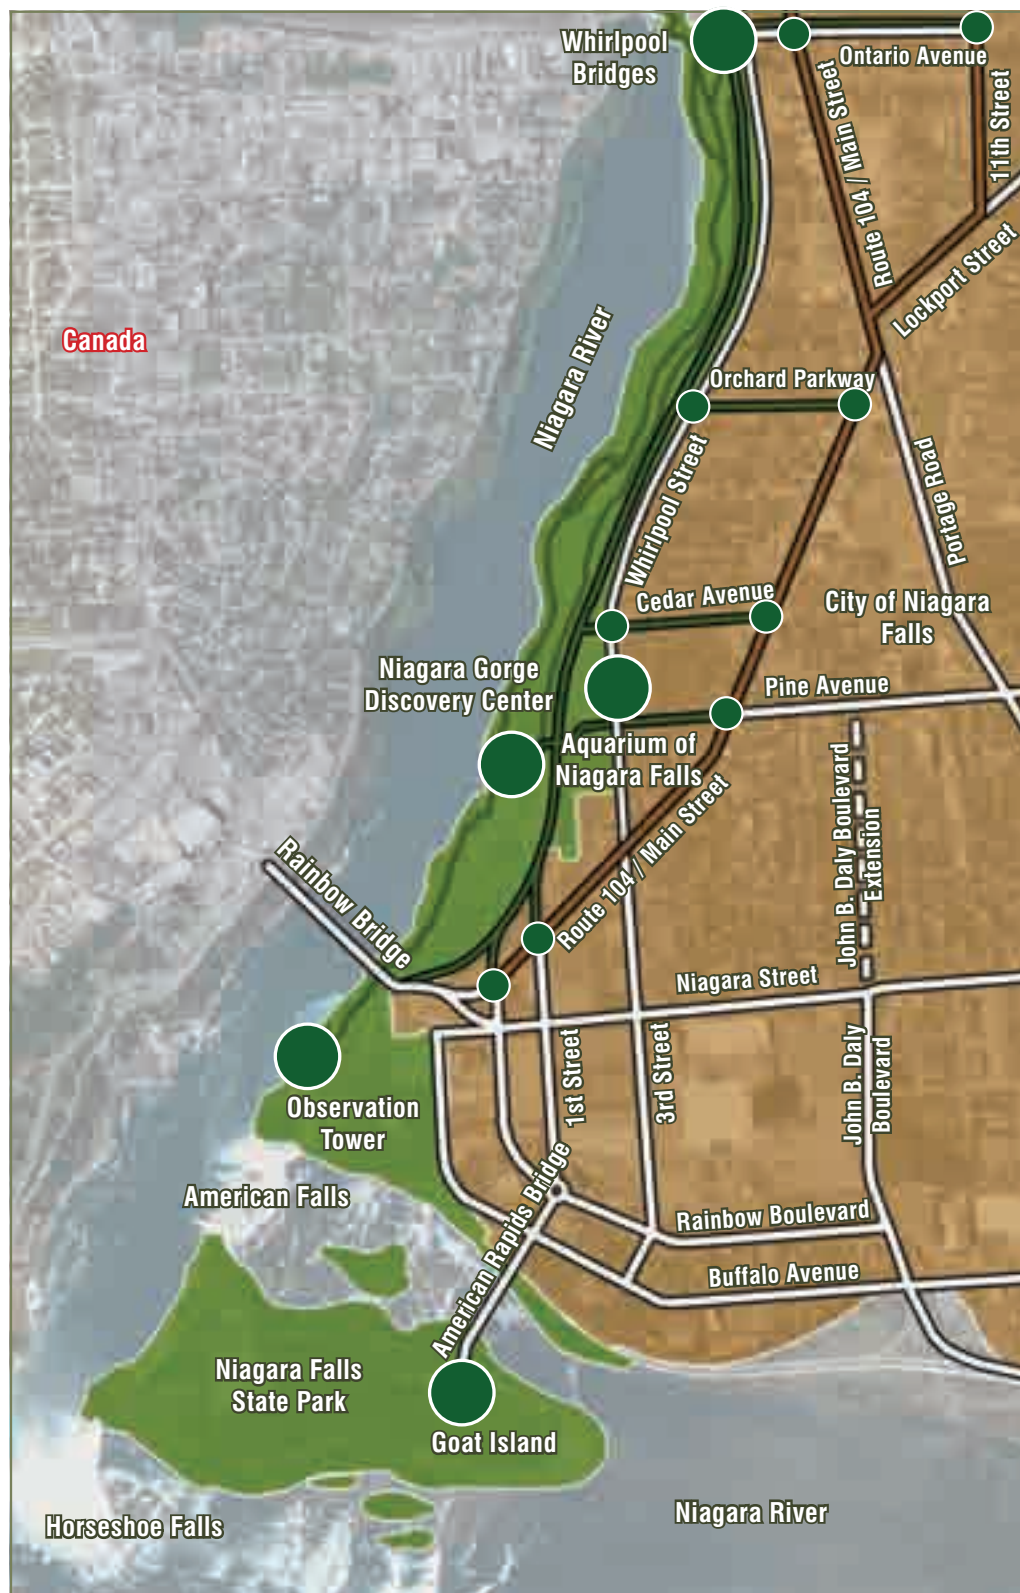 Whirlpool
Bridges
Ontario Avenue
Route 104 / Main Street
11th Street
Lockport Street
Canada
Niagara River
Orchard Parkway
Whirlpool Street
Portage Road
Cedar Avenue
City of Niagara
Falls
Niagara Gorge
Discovery Center
Pine Avenue
Aquarium of
Niagara Falls
John B. Daly Boulevard
Extension
Route 104 / Main Street
Rainbow Bridge
Niagara Street
1st Street
3rd Street
John B. Daly
Boulevard
Observation
Tower
American Falls
American Rapids Bridge
Rainbow Boulevard
Buffalo Avenue
Niagara Falls
State Park
Goat Island
Horseshoe Falls
Niagara River